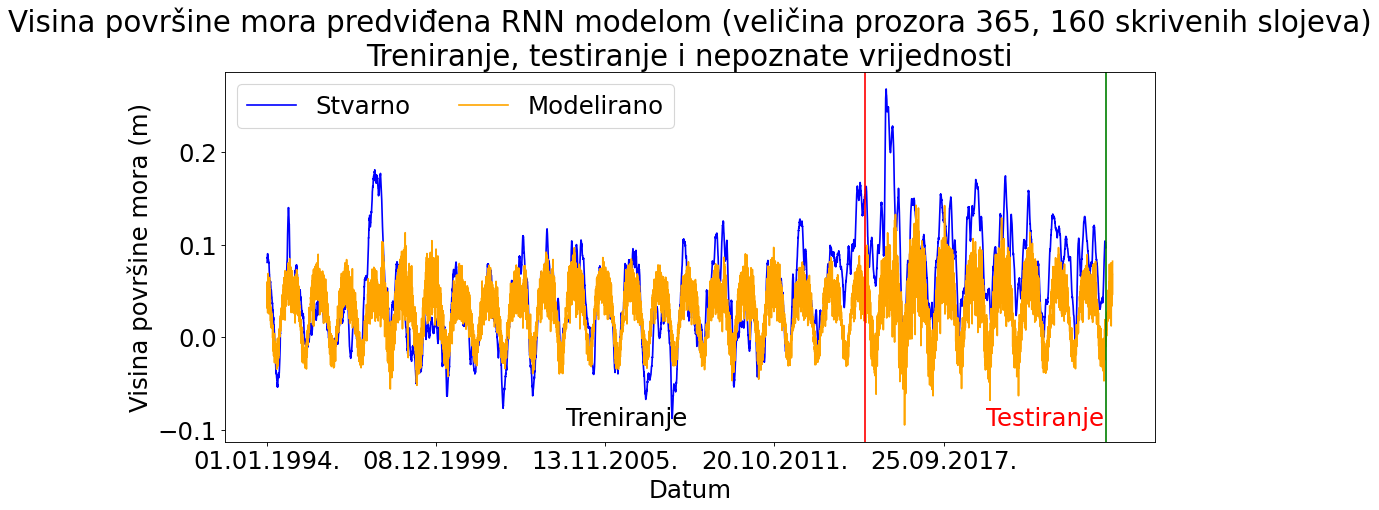 Visina površine mora predviđena RNN modelom (veličina prozora 365, 160 skrivenih slojeva)
Treniranje, testiranje i nepoznate vrijednosti
Stvarno Modelirano
Visina površine mora (m)
0.2
0.1
0.0
−0.1
Treniranje
Testiranje
01.01.1994. 08.12.1999. 13.11.2005. 20.10.2011. 25.09.2017.
Datum